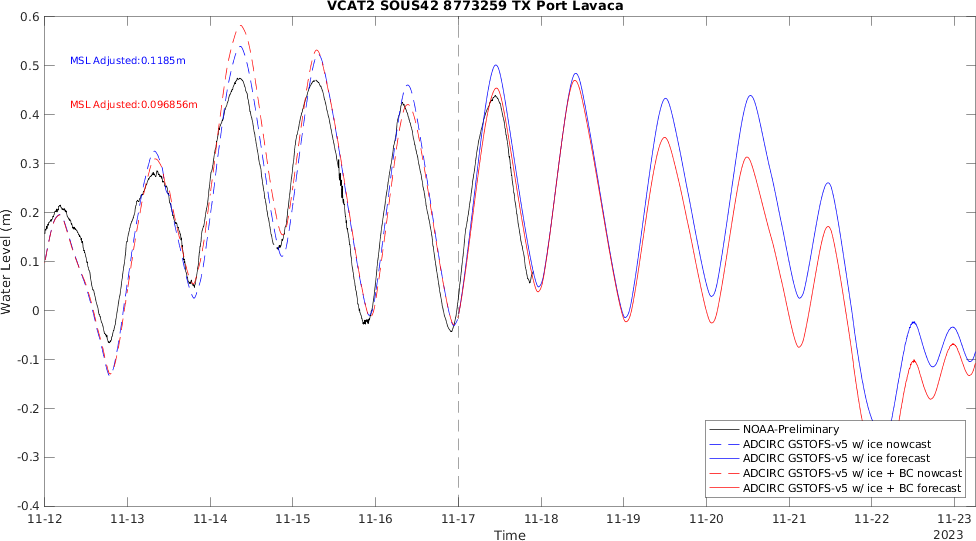 VCAT2 SOUS42 8773259 TX Port Lavaca
0.6
0.5
0.4
0.3
0.2
0.1
0
-0.1
-0.2
-0.3
-0.4
Water Level (m)
MSL Adjusted:0.1185m
MSL Adjusted:0.096856m
NOAA-Preliminary
ADCIRC GSTOFS-v5 w/ ice nowcast
ADCIRC GSTOFS-v5 w/ ice forecast
ADCIRC GSTOFS-v5 w/ ice + BC nowcast
ADCIRC GSTOFS-v5 w/ ice + BC forecast
11-12 11-13 11-14 11-15 11-16 11-17 11-18 11-19 11-20 11-21 11-22 11-23
Time
2023